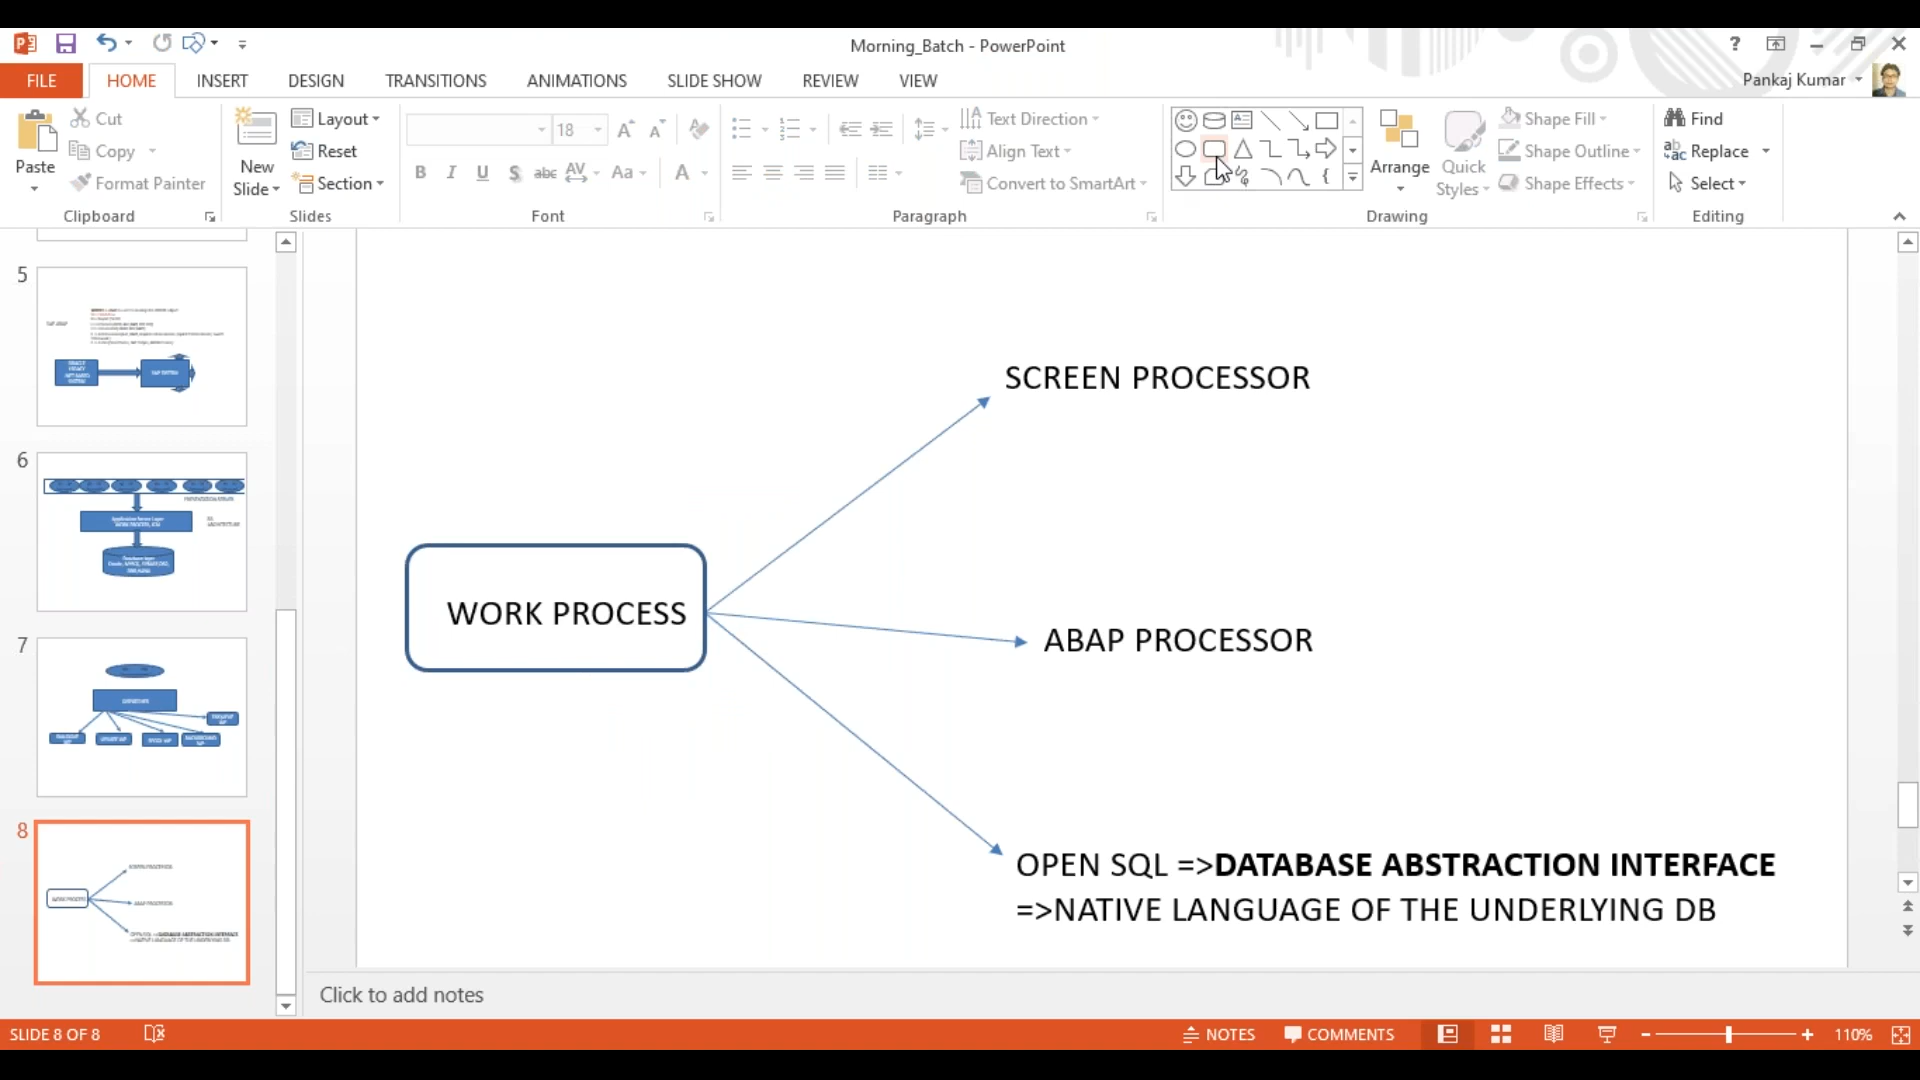 Morning_Batch - PowerPoint
?
Pankaj Kumar
FILE HOME INSERT DESIGN TRANSITIONS ANIMATIONS SLIDE SHOW REVIEW VIEW
Paste
Cut
Copy
Format Painter
Clipboard
New
Slide
Layout
Reset
Section
Slides
18
B I U S abc AV Aa A
Font
Text Direction
Align Text
Convert to SmartArt
Paragraph
Arrange
Quick
Styles
Shape Fill
Shape Outline
Shape Effects
Drawing
Find
Replace
Select
Editing
5
6
7
8
SCREEN PROCESSOR
WORK PROCESS
ABAP PROCESSOR
OPEN SQL =>DATABASE ABSTRACTION INTERFACE
=>NATIVE LANGUAGE OF THE UNDERLYING DB
Click to add notes
SLIDE 8 OF 8
NOTES
COMMENTS
110%